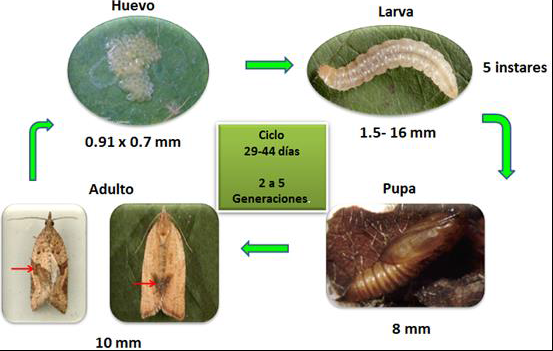 Huevo
Larva
5 instares
0.91 x 0.7 mm
1.5- 16 mm
Ciclo
29-44 días
2 a 5
Generaciones.
Adulto
Pupa
10 mm
8 mm